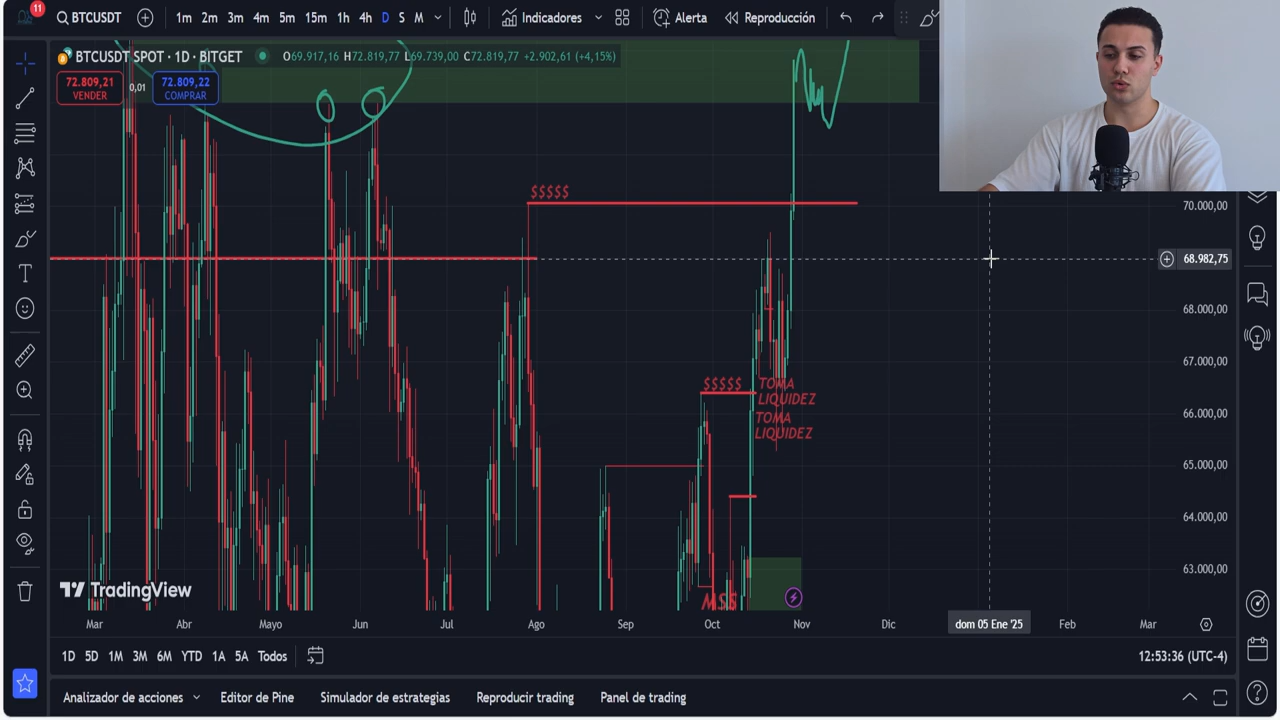 11
BTCUSDT
1m 2m 3m 4m 5m 15m 1h 4h D S M
Indicadores
Alerta
Reproducción
BTCUSDT SPOT · 1D · BITGET
O69.917,16 H72.819,77 L69.739,00 C72.819,77 +2.902,61 (+4,15%)
72.809,21
VENDER
0,01
72.809,22
COMPRAR
$$$$$
70.000,00
68.982,75
68.000,00
67.000,00
$$$$$
TOMA
LIQUIDEZ
66.000,00
TOMA
LIQUIDEZ
65.000,00
64.000,00
63.000,00
MSS
TradingView
Mar Abr Mayo Jun Jul Ago Sep Oct Nov Dic dom 05 Ene '25 Feb Mar
1D 5D 1M 3M 6M YTD 1A 5A Todos
12:53:36 (UTC-4)
Analizador de acciones
Editor de Pine
Simulador de estrategias
Reproducir trading
Panel de trading